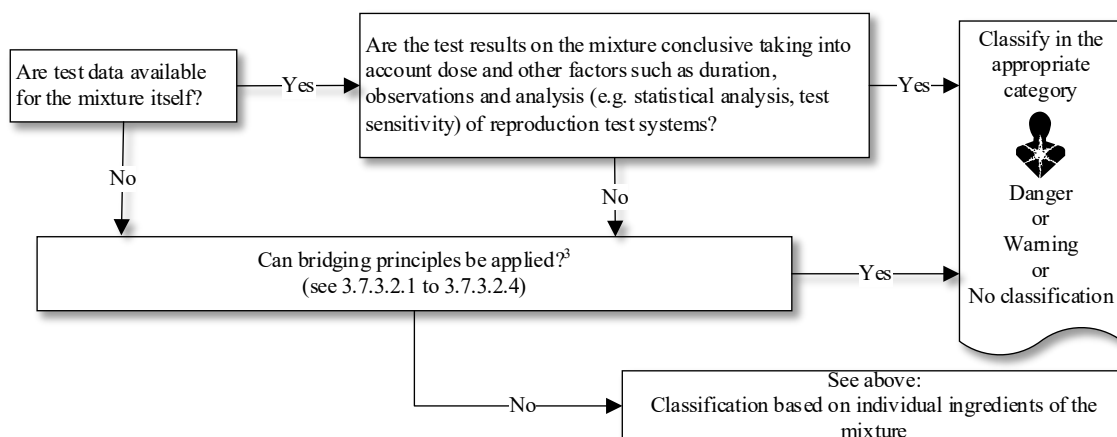 Are test data available
for the mixture itself?
Yes
Are the test results on the mixture conclusive taking into
account dose and other factors such as duration,
observations and analysis (e.g. statistical analysis, test
sensitivity) of reproduction test systems?
Yes
Classify in the
appropriate
category
Danger
or
Warning
or
No classification
No
No
Can bridging principles be applied?³
(see 3.7.3.2.1 to 3.7.3.2.4)
Yes
No
See above:
Classification based on individual ingredients of the
mixture